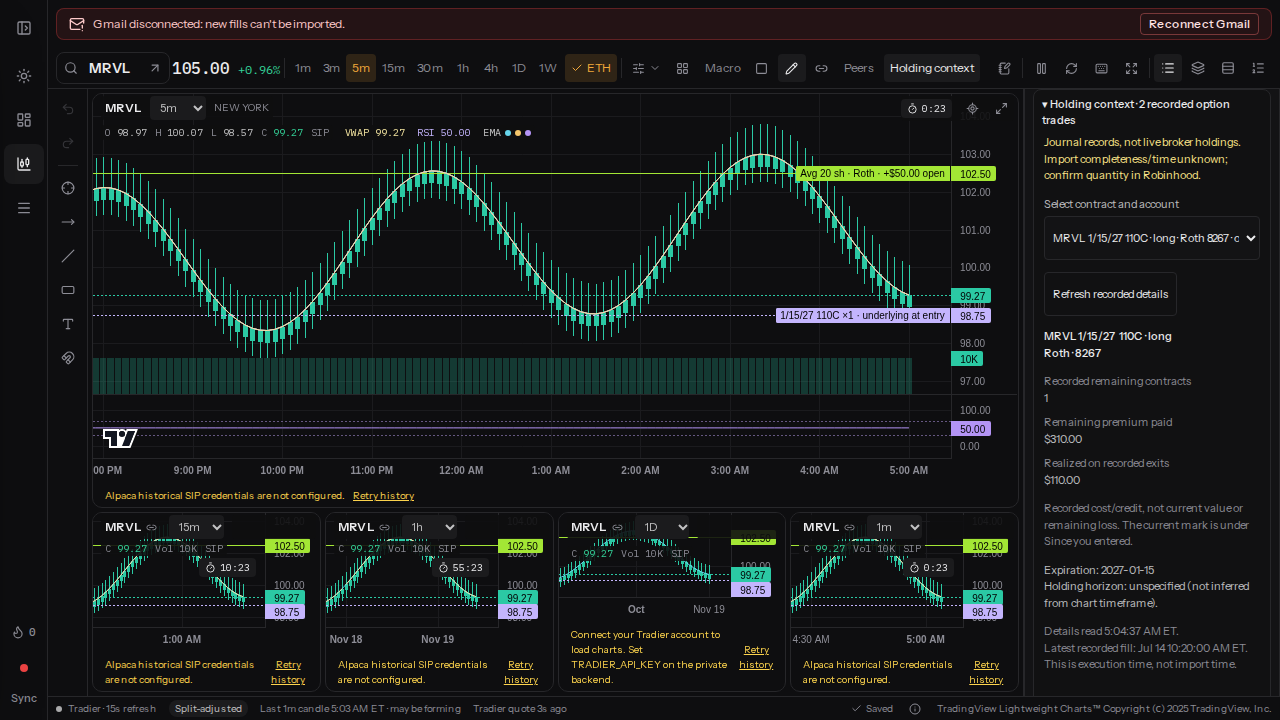 Gmail disconnected: new fills can't be imported.
Reconnect Gmail
MRVL 105.00 +0.96% 1m 3m 5m 15m 30m 1h 4h 1D 1W ETH Macro Peers Holding context
MRVL 5m NEW YORK 0:23
O 98.97 H 100.07 L 98.57 C 99.27 SIP VWAP 99.27 RSI 50.00 EMA
103.00
Avg 20 sh · Roth · +$50.00 open 102.50
102.00
101.00
100.00
99.27
1/15/27 110C ×1 · underlying at entry 98.75
98.00
10K
97.00
100.00
50.00
0.00
00 PM 9:00 PM 10:00 PM 11:00 PM 12:00 AM 1:00 AM 2:00 AM 3:00 AM 4:00 AM 5:00 AM
Alpaca historical SIP credentials are not configured. Retry history
MRVL 15m
C 99.27 Vol 10K SIP
102.50
10:23
100.00
99.27
98.75
1:00 AM
Alpaca historical SIP credentials are not configured.
Retry history
MRVL 1h
C 99.27 Vol 10K SIP
102.50
55:23
100.00
99.27
98.75
Nov 18 Nov 19
Alpaca historical SIP credentials are not configured.
Retry history
MRVL 1D
C 99.27 Vol 10K SIP
99.27
98.75
Oct Nov 19
Connect your Tradier account to
load charts. Set
TRADIER_API_KEY on the private
backend.
Retry history
MRVL 1m
C 99.27 Vol 10K SIP
102.50
0:23
100.00
99.27
98.75
4:30 AM 5:00 AM
Alpaca historical SIP credentials are not configured.
Retry history
▾ Holding context · 2 recorded option
trades
Journal records, not live broker holdings.
Import completeness/time unknown;
confirm quantity in Robinhood.
Select contract and account
MRVL 1/15/27 110C · long · Roth 8267 · c
Refresh recorded details
MRVL 1/15/27 110C · long
Roth · 8267
Recorded remaining contracts
1
Remaining premium paid
$310.00
Realized on recorded exits
$110.00
Recorded cost/credit, not current value or
remaining loss. The current mark is under
Since you entered.
Expiration: 2027-01-15
Holding horizon: unspecified (not inferred
from chart timeframe).
Details read 5:04:37 AM ET.
Latest recorded fill: Jul 14 10:20:00 AM ET.
This is execution time, not import time.
0
Sync
Tradier · 15s refresh Split-adjusted Last 1m candle 5:03 AM ET · may be forming Tradier quote 3s ago Saved TradingView Lightweight Charts™ Copyright (c) 2025 TradingView, Inc.